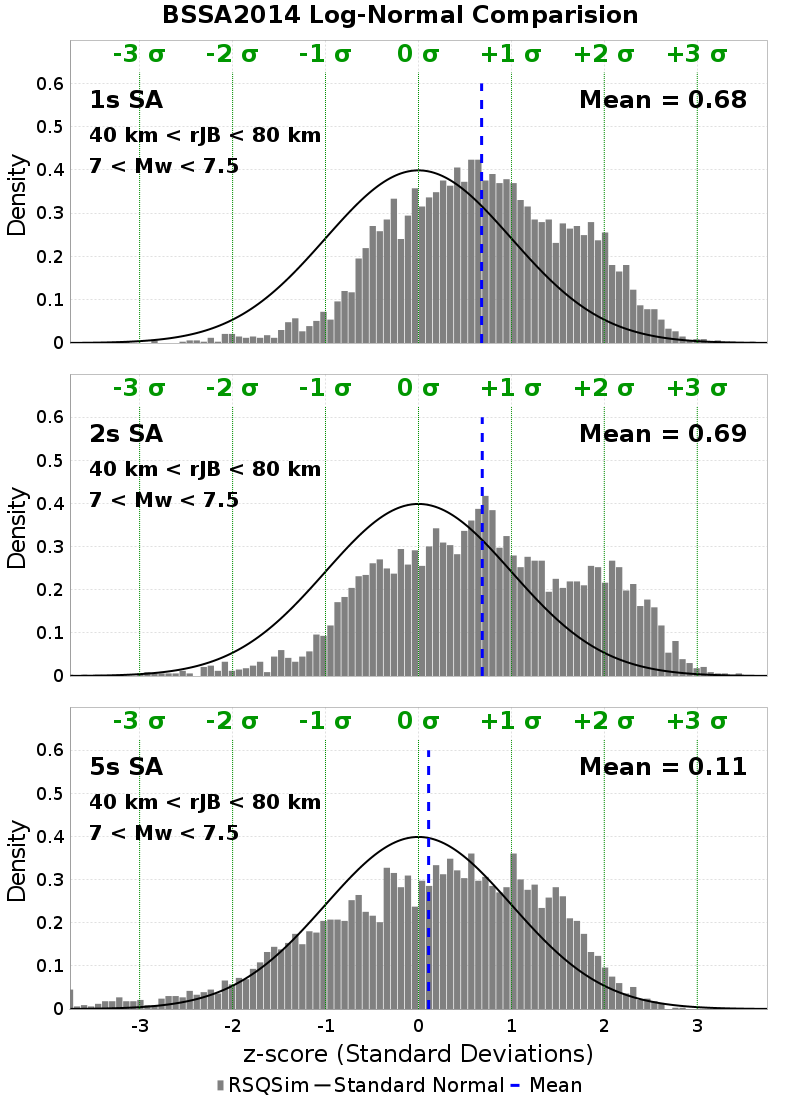 BSSA2014 Log-Normal Comparision
-3 σ -2 σ -1 σ 0 σ +1 σ +2 σ +3 σ
0.6
1s SA Mean = 0.68
0.5
40 km < rJB < 80 km
7 < Mw < 7.5
0.4
0.3
0.2
0.1
0
Density
-3 σ -2 σ -1 σ 0 σ +1 σ +2 σ +3 σ
0.6
2s SA Mean = 0.69
0.5
40 km < rJB < 80 km
7 < Mw < 7.5
0.4
0.3
0.2
0.1
0
Density
-3 σ -2 σ -1 σ 0 σ +1 σ +2 σ +3 σ
0.6
5s SA Mean = 0.11
0.5
40 km < rJB < 80 km
7 < Mw < 7.5
0.4
0.3
0.2
0.1
0
Density
-3 -2 -1 0 1 2 3
z-score (Standard Deviations)
RSQSim Standard Normal Mean